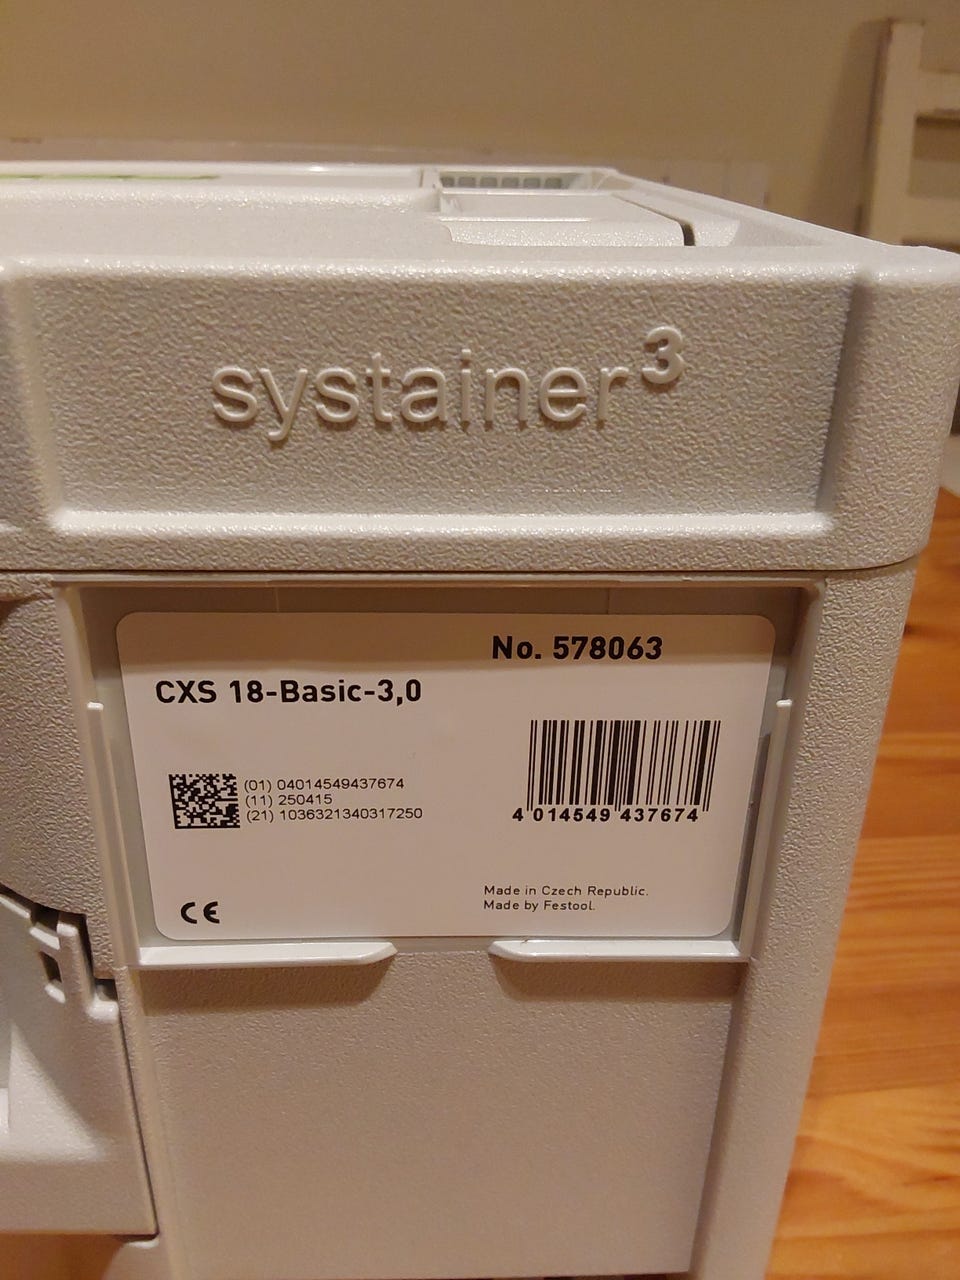 systainer³
No. 578063
CXS 18-Basic-3,0
(01) 04014549437674
(11) 250415
(21) 1036321340317250
4 014549 437674
Made in Czech Republic.
Made by Festool.
CE